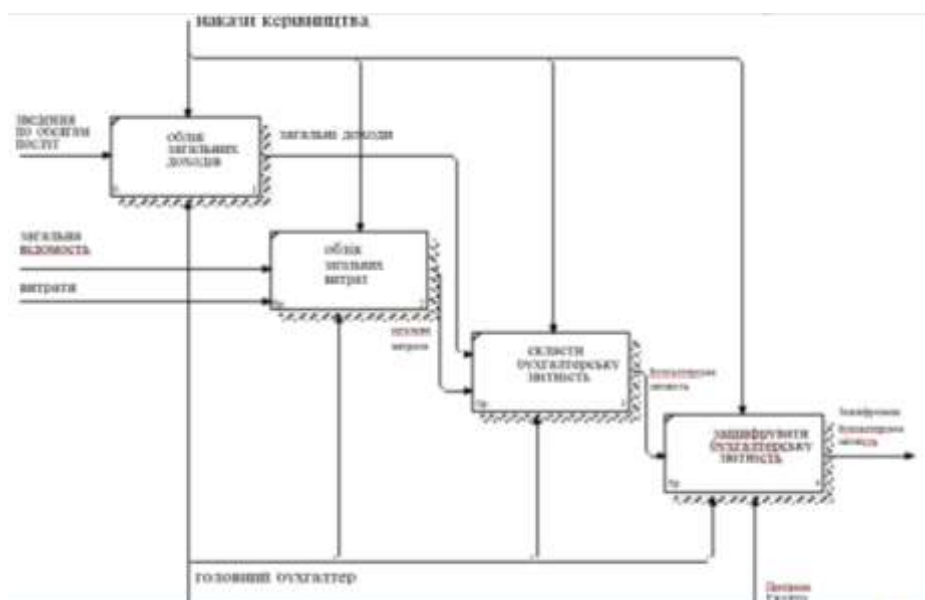 накази керівництва
зведення
по обсягам
послуг
облік
загальних
доходів
загальні доходи
загальна
відомость
витрати
облік
загальних
витрат
загальні
витрати
скласти
бухгалтерську
звітність
бухгалтерська
звітність
зашифрувати
бухгалтерську
звітність
Зашифрована
бухгалтерська
звітність
головний бухгалтер